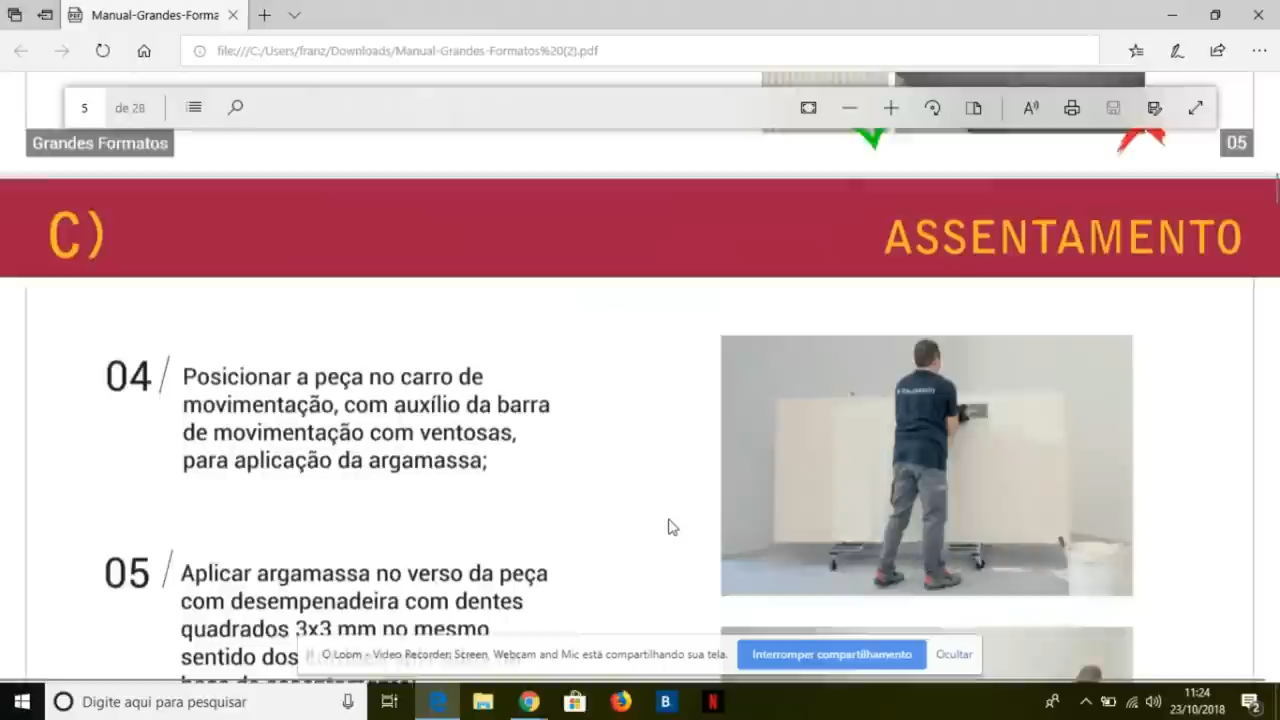 Manual-Grandes-Forma
file:///C:/Users/franz/Downloads/Manual-Grandes-Formatos%20(2).pdf
5 de 28
Grandes Formatos
05
C) ASSENTAMENTO
04 / Posicionar a peça no carro de
movimentação, com auxílio da barra
de movimentação com ventosas,
para aplicação da argamassa;
05 / Aplicar argamassa no verso da peça
com desempenadeira com dentes
quadrados 3x3 mm no mesmo
sentido dos
Loom - Video Recorder: Screen, Webcam and Mic está compartilhando sua tela.
Interromper compartilhamento
Ocultar
Digite aqui para pesquisar
B
N
11:24
23/10/2018
2